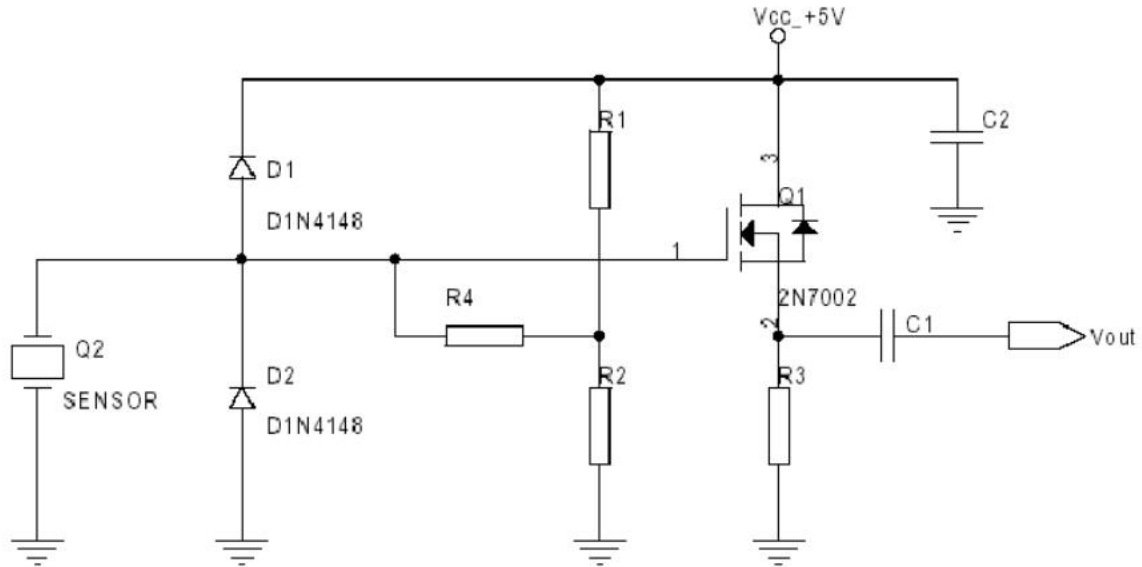 Vcc_+5V
R1
C2
3
D1
Q1
D1N4148
1
R4
2N7002
2
C1
Q2
Vout
D2
R2
R3
SENSOR
D1N4148